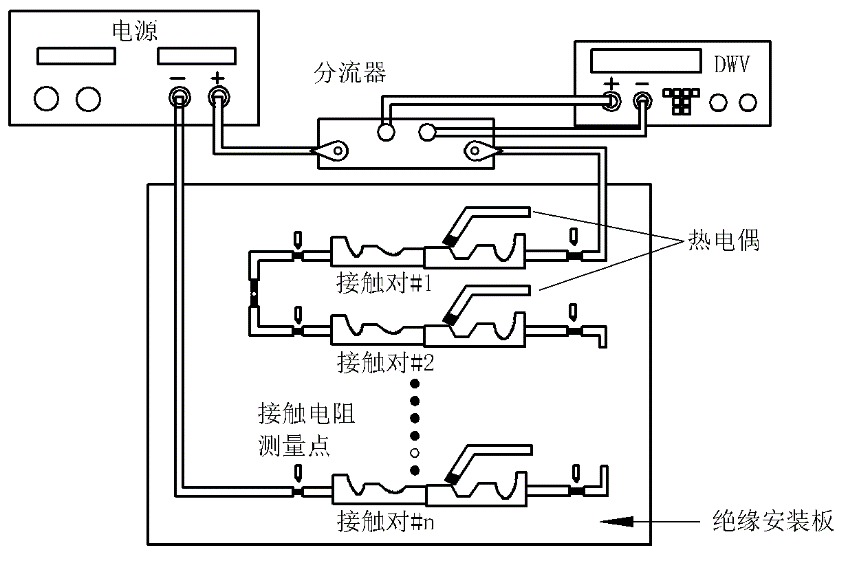 电源
- +
分流器
+ -
DWV
热电偶
接触对#1
接触对#2
接触电阻
测量点
接触对#n
绝缘安装板